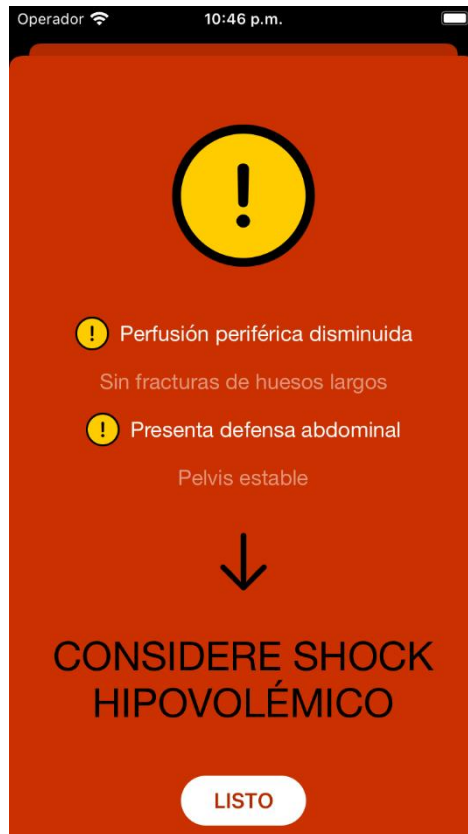 Operador 10:46 p.m.
!
! Perfusión periférica disminuida
Sin fracturas de huesos largos
! Presenta defensa abdominal
Pelvis estable
CONSIDERE SHOCK
HIPOVOLÉMICO
LISTO